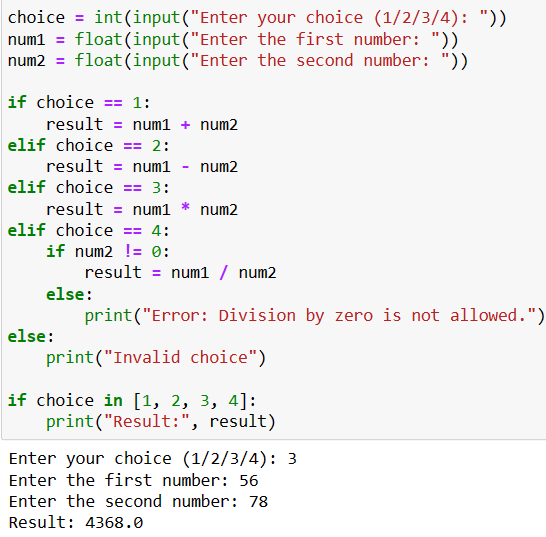 choice = int(input("Enter your choice (1/2/3/4): "))
num1 = float(input("Enter the first number: "))
num2 = float(input("Enter the second number: "))

if choice == 1:
    result = num1 + num2
elif choice == 2:
    result = num1 - num2
elif choice == 3:
    result = num1 * num2
elif choice == 4:
    if num2 != 0:
        result = num1 / num2
    else:
        print("Error: Division by zero is not allowed.")
else:
    print("Invalid choice")

if choice in [1, 2, 3, 4]:
    print("Result:", result)
Enter your choice (1/2/3/4): 3
Enter the first number: 56
Enter the second number: 78
Result: 4368.0